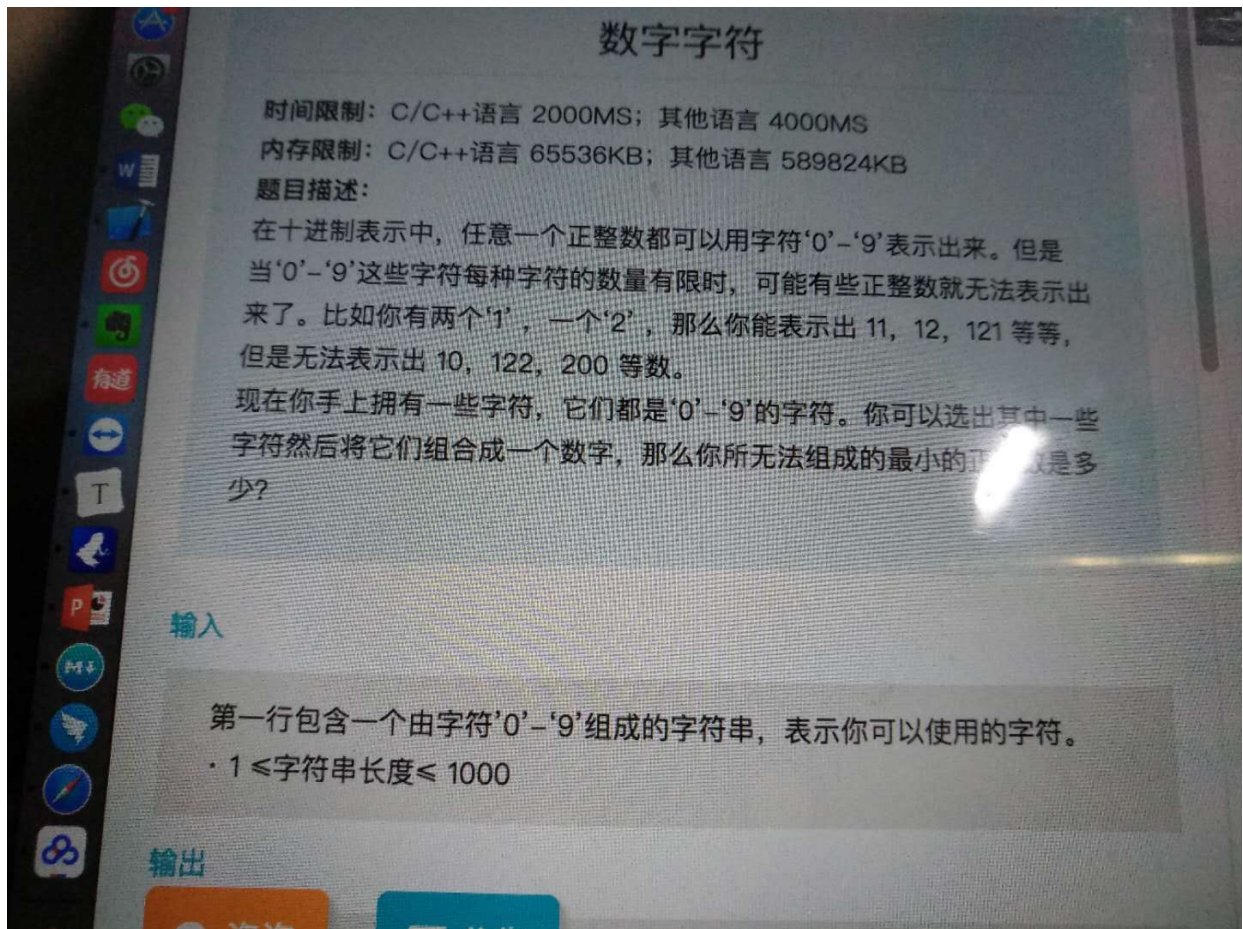 数字字符
时间限制：C/C++语言 2000MS；其他语言 4000MS
内存限制：C/C++语言 65536KB；其他语言 589824KB
题目描述：
在十进制表示中，任意一个正整数都可以用字符‘0’–‘9’表示出来。但是
当‘0’–‘9’这些字符每种字符的数量有限时，可能有些正整数就无法表示出
来了。比如你有两个‘1’，一个‘2’，那么你能表示出 11，12，121 等等，
但是无法表示出 10，122，200 等数。
现在你手上拥有一些字符，它们都是‘0’–‘9’的字符。你可以选出其中一些
字符然后将它们组合成一个数字，那么你所无法组成的最小的正 数是多
少？
输入
第一行包含一个由字符’0’–‘9’组成的字符串，表示你可以使用的字符。
· 1 ≤字符串长度≤ 1000
输出
W
有道
T
P
M